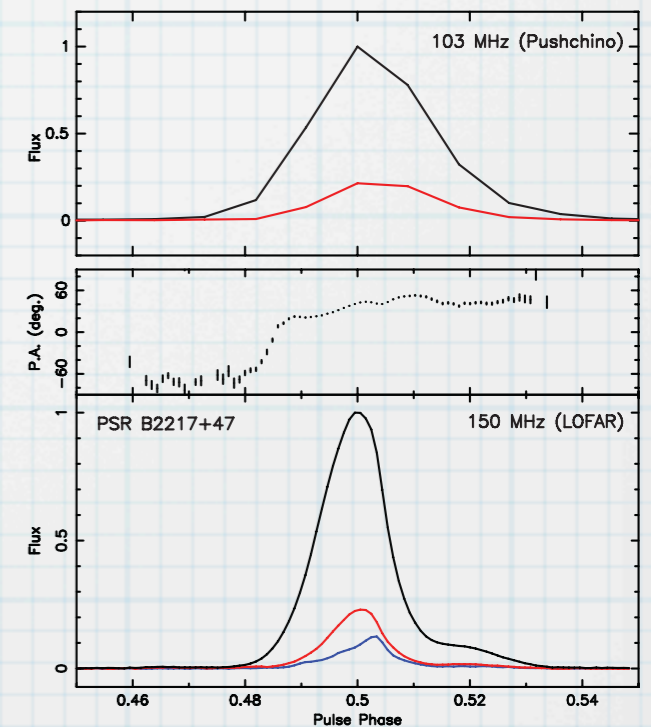 103 MHz (Pushchino)
1
0.5
0
Flux
60
0
−60
P.A. (deg.)
PSR B2217+47
150 MHz (LOFAR)
1
0.5
0
Flux
0.46 0.48 0.5 0.52 0.54
Pulse Phase